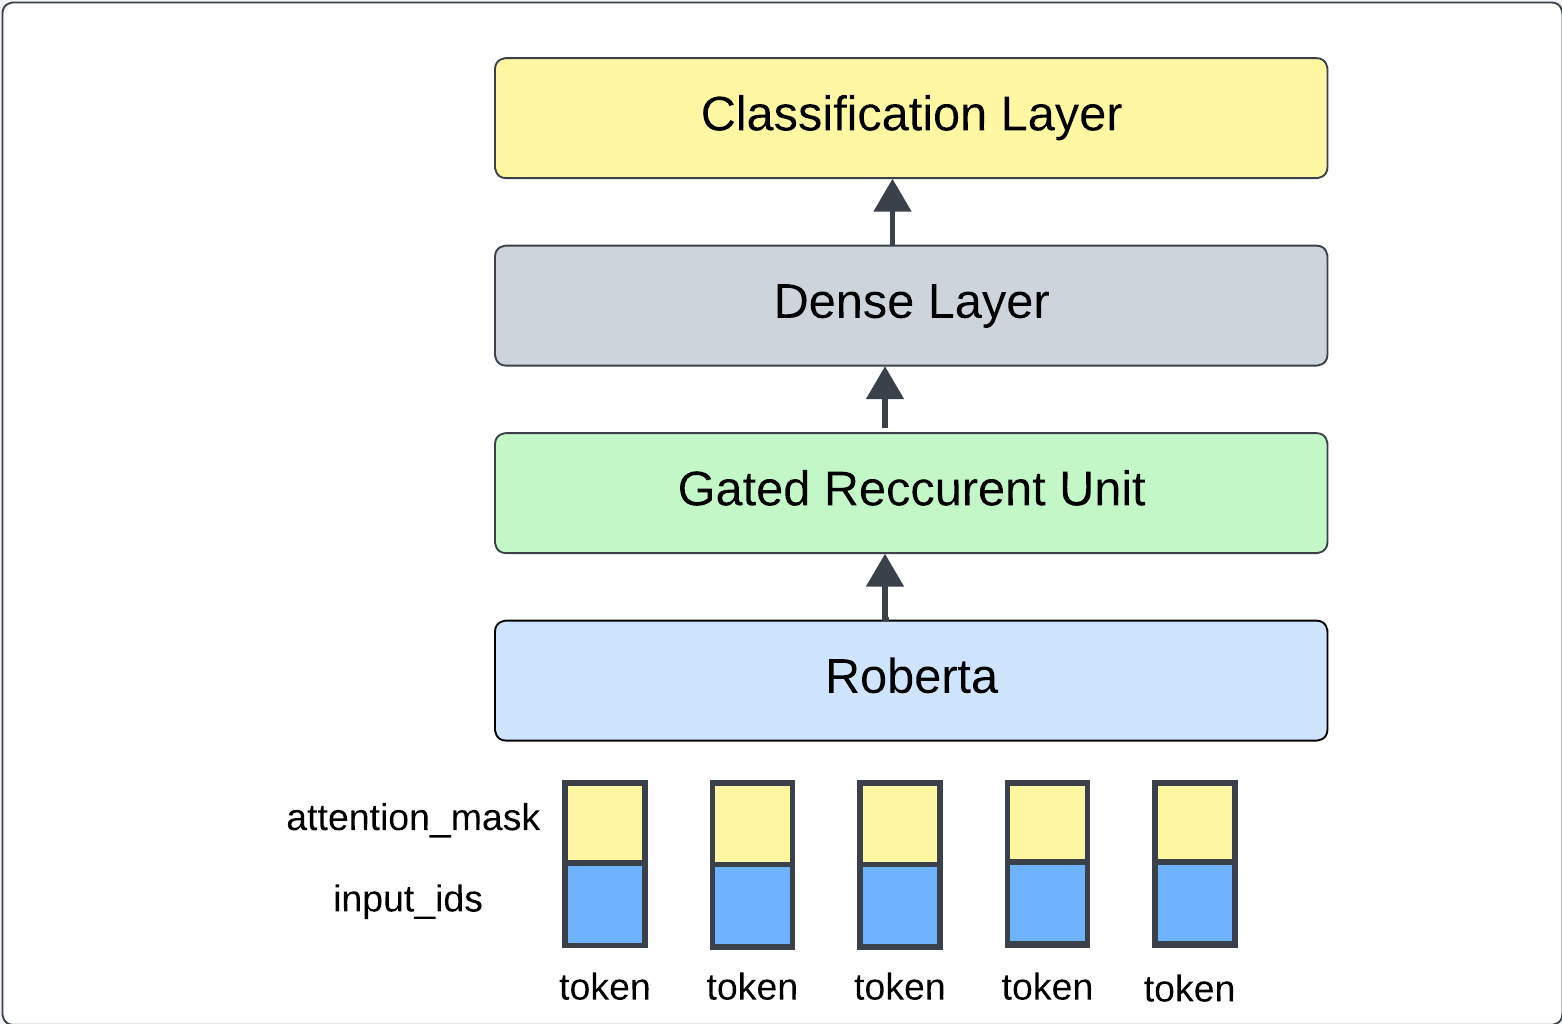 Classification Layer
Dense Layer
Gated Reccurent Unit
Roberta
attention_mask
input_ids
token token token token token